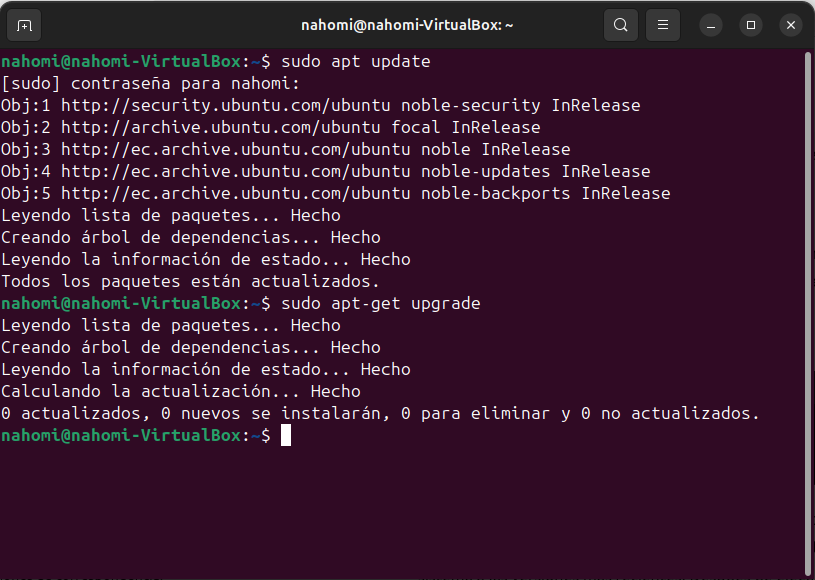 nahomi@nahomi-VirtualBox: ~
nahomi@nahomi-VirtualBox:~$ sudo apt update
[sudo] contraseña para nahomi:
Obj:1 http://security.ubuntu.com/ubuntu noble-security InRelease
Obj:2 http://archive.ubuntu.com/ubuntu focal InRelease
Obj:3 http://ec.archive.ubuntu.com/ubuntu noble InRelease
Obj:4 http://ec.archive.ubuntu.com/ubuntu noble-updates InRelease
Obj:5 http://ec.archive.ubuntu.com/ubuntu noble-backports InRelease
Leyendo lista de paquetes... Hecho
Creando árbol de dependencias... Hecho
Leyendo la información de estado... Hecho
Todos los paquetes están actualizados.
nahomi@nahomi-VirtualBox:~$ sudo apt-get upgrade
Leyendo lista de paquetes... Hecho
Creando árbol de dependencias... Hecho
Leyendo la información de estado... Hecho
Calculando la actualización... Hecho
0 actualizados, 0 nuevos se instalarán, 0 para eliminar y 0 no actualizados.
nahomi@nahomi-VirtualBox:~$